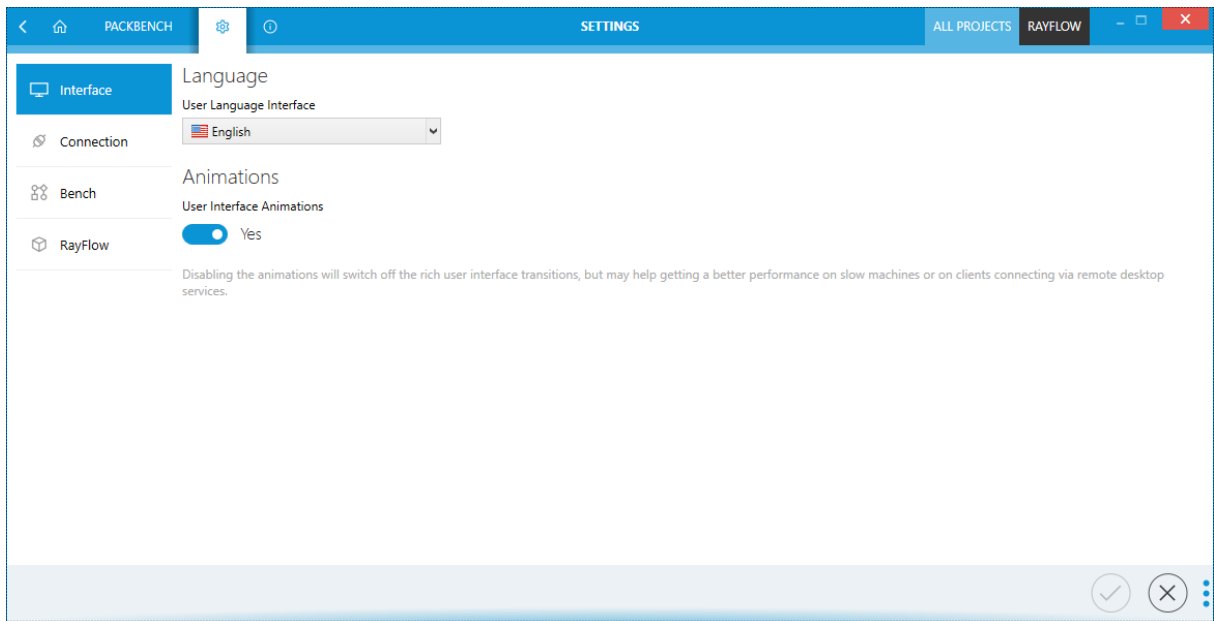 PACKBENCH
SETTINGS
ALL PROJECTS
RAYFLOW
Interface
Connection
Bench
RayFlow
Language
User Language Interface
English
Animations
User Interface Animations
Yes
Disabling the animations will switch off the rich user interface transitions, but may help getting a better performance on slow machines or on clients connecting via remote desktop
services.